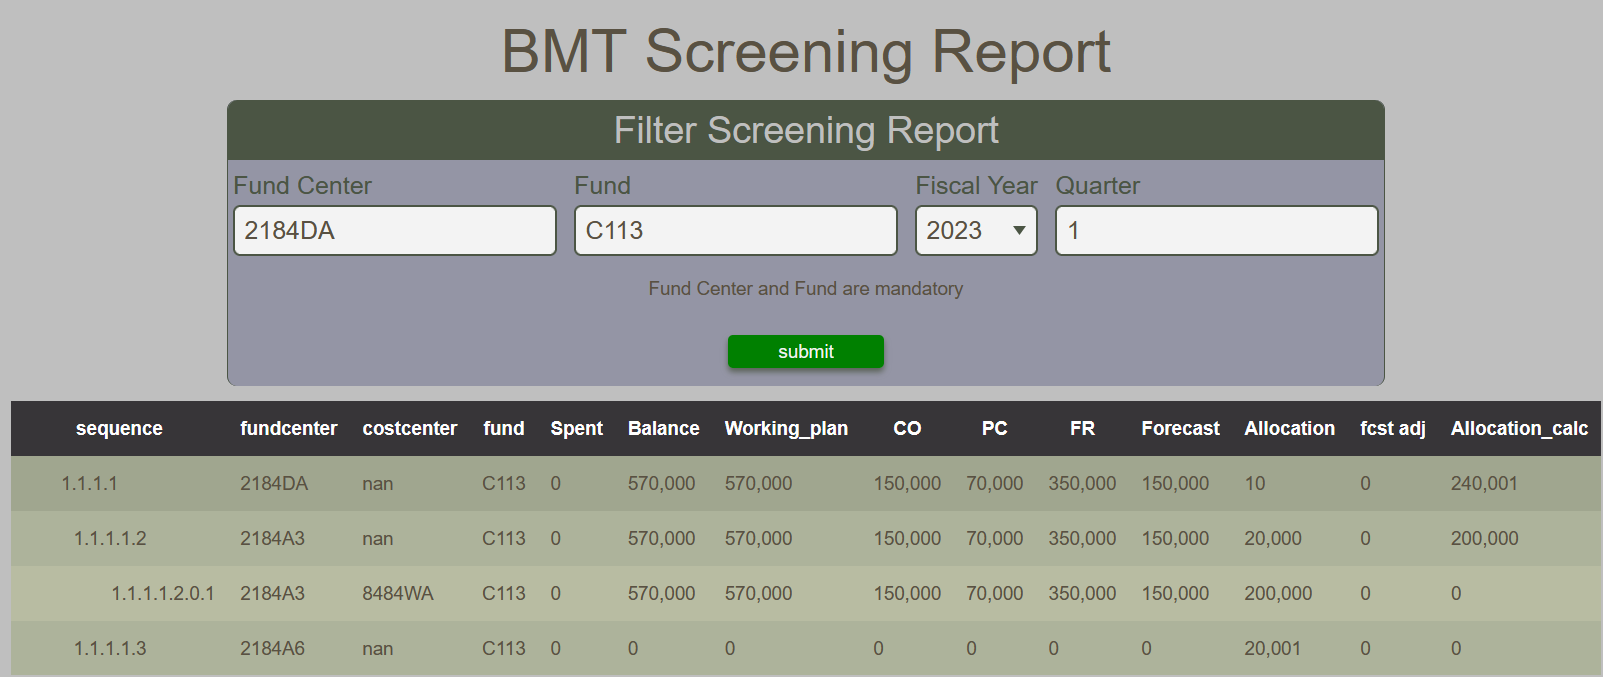 BMT Screening Report
Filter Screening Report
Fund Center Fund Fiscal Year Quarter
2184DA C113 2023 1
Fund Center and Fund are mandatory
submit
sequence fundcenter costcenter fund Spent Balance Working_plan CO PC FR Forecast Allocation fcst adj Allocation_calc
1.1.1.1 2184DA nan C113 0 570,000 570,000 150,000 70,000 350,000 150,000 10 0 240,001
1.1.1.1.2 2184A3 nan C113 0 570,000 570,000 150,000 70,000 350,000 150,000 20,000 0 200,000
1.1.1.1.2.0.1 2184A3 8484WA C113 0 570,000 570,000 150,000 70,000 350,000 150,000 200,000 0 0
1.1.1.1.3 2184A6 nan C113 0 0 0 0 0 0 0 20,001 0 0